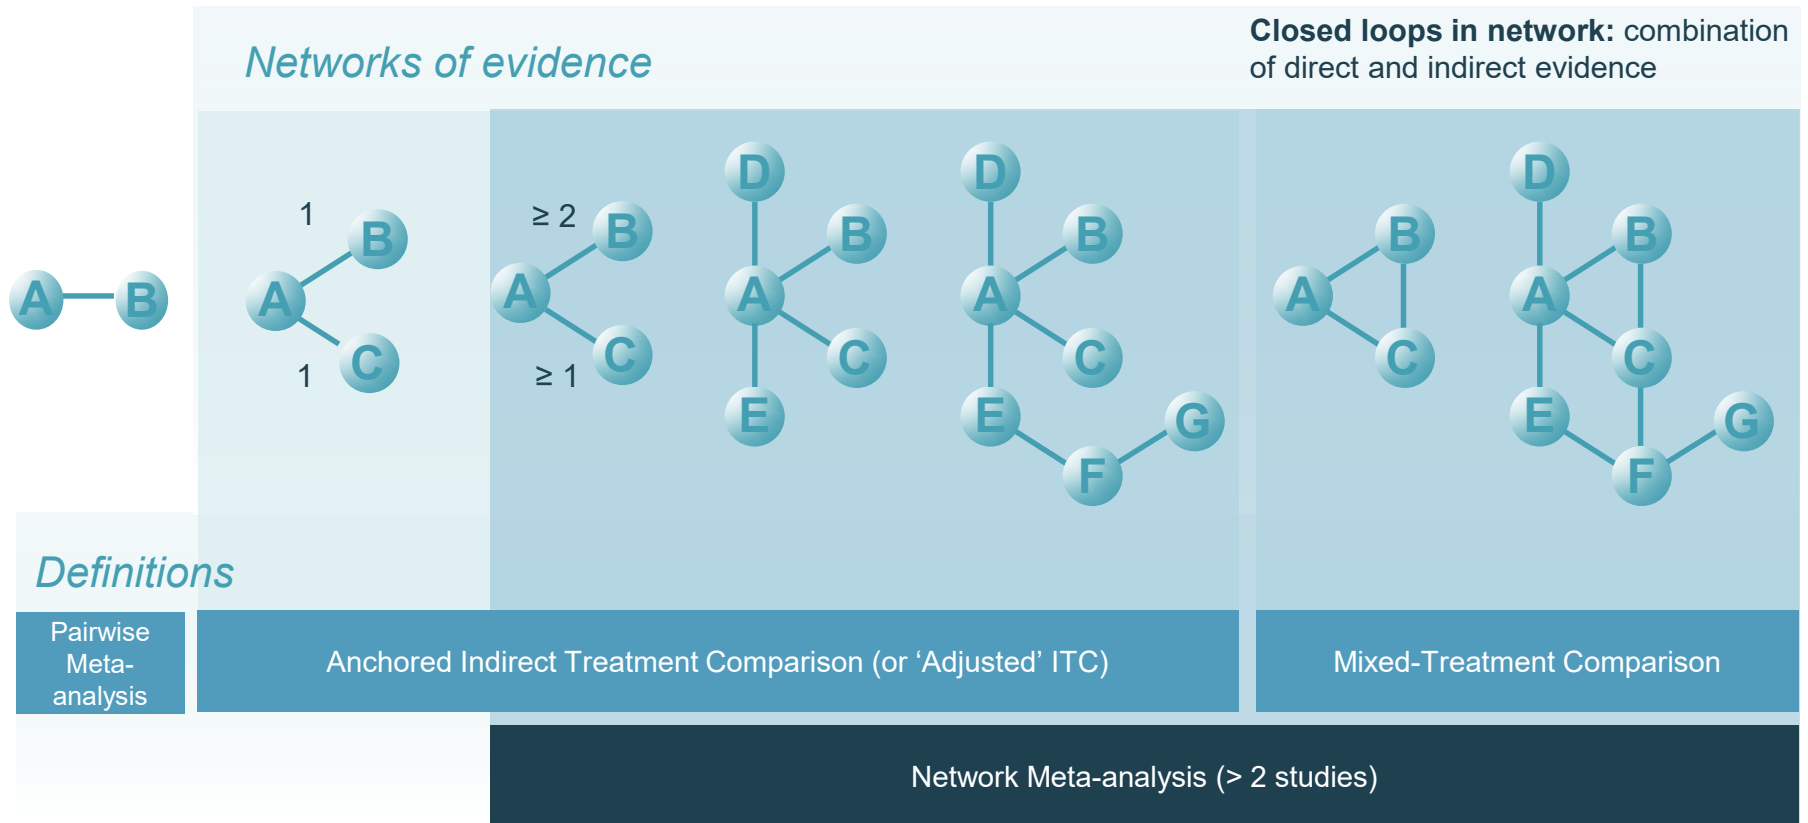 Networks of evidence
Closed loops in network: combination
of direct and indirect evidence
A
B
1
A
B
C
1
≥ 2
A
B
C
≥ 1
D
A
B
C
E
D
A
B
C
E
F
G
A
B
C
D
A
B
C
E
F
G
Definitions
Pairwise
Meta-
analysis
Anchored Indirect Treatment Comparison (or ‘Adjusted’ ITC)
Mixed-Treatment Comparison
Network Meta-analysis (> 2 studies)